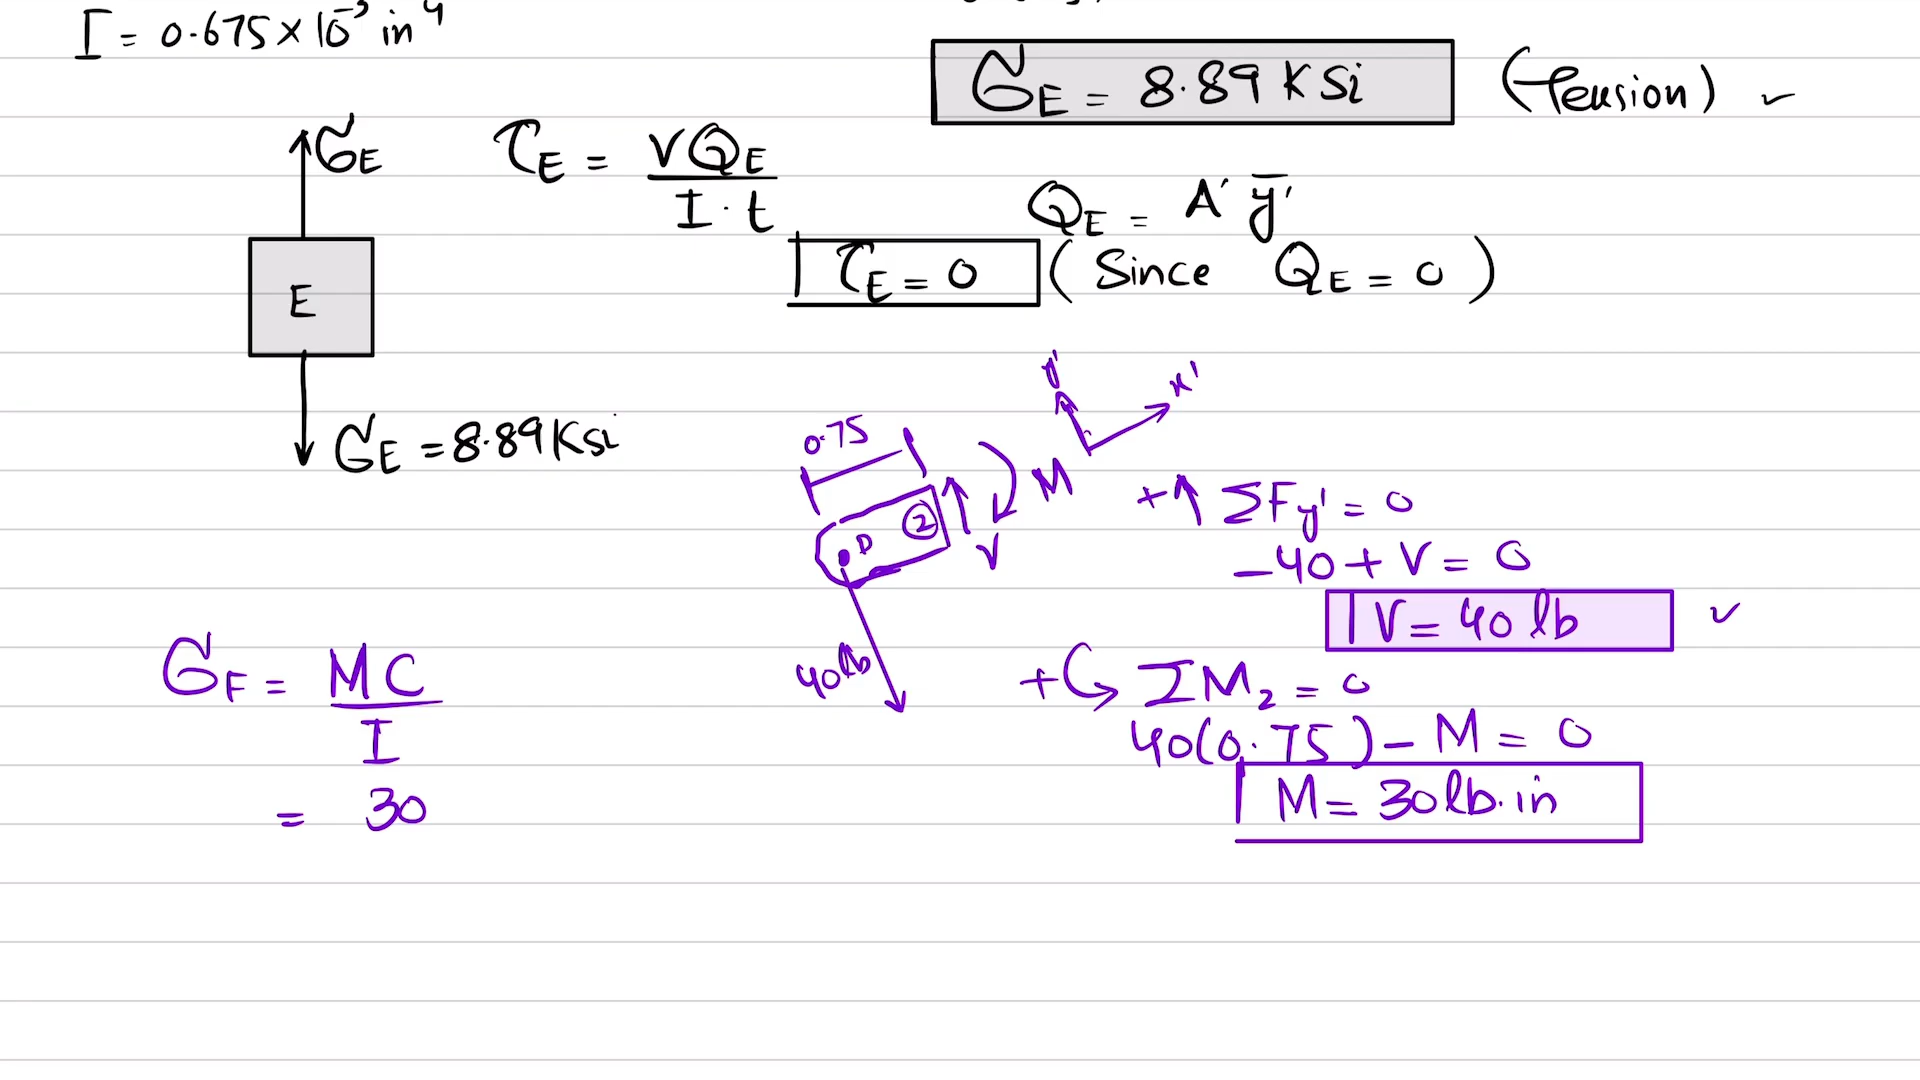 I = 0.675 × 10⁻³ in⁴
σE = 8.89 Ksi (Tension) ✓
σE
τE = VQE / I·t
QE = A′ ȳ′
τE = 0 (Since QE = 0)
E
σE = 8.89 Ksi
y′
x′
0.75
M
V
D
②
40 lb
+↑ ΣFy′ = 0
−40 + V = 0
V = 40 lb ✓
+↺ ΣM₂ = 0
40(0.75) − M = 0
M = 30 lb·in
σF = MC / I
= 30